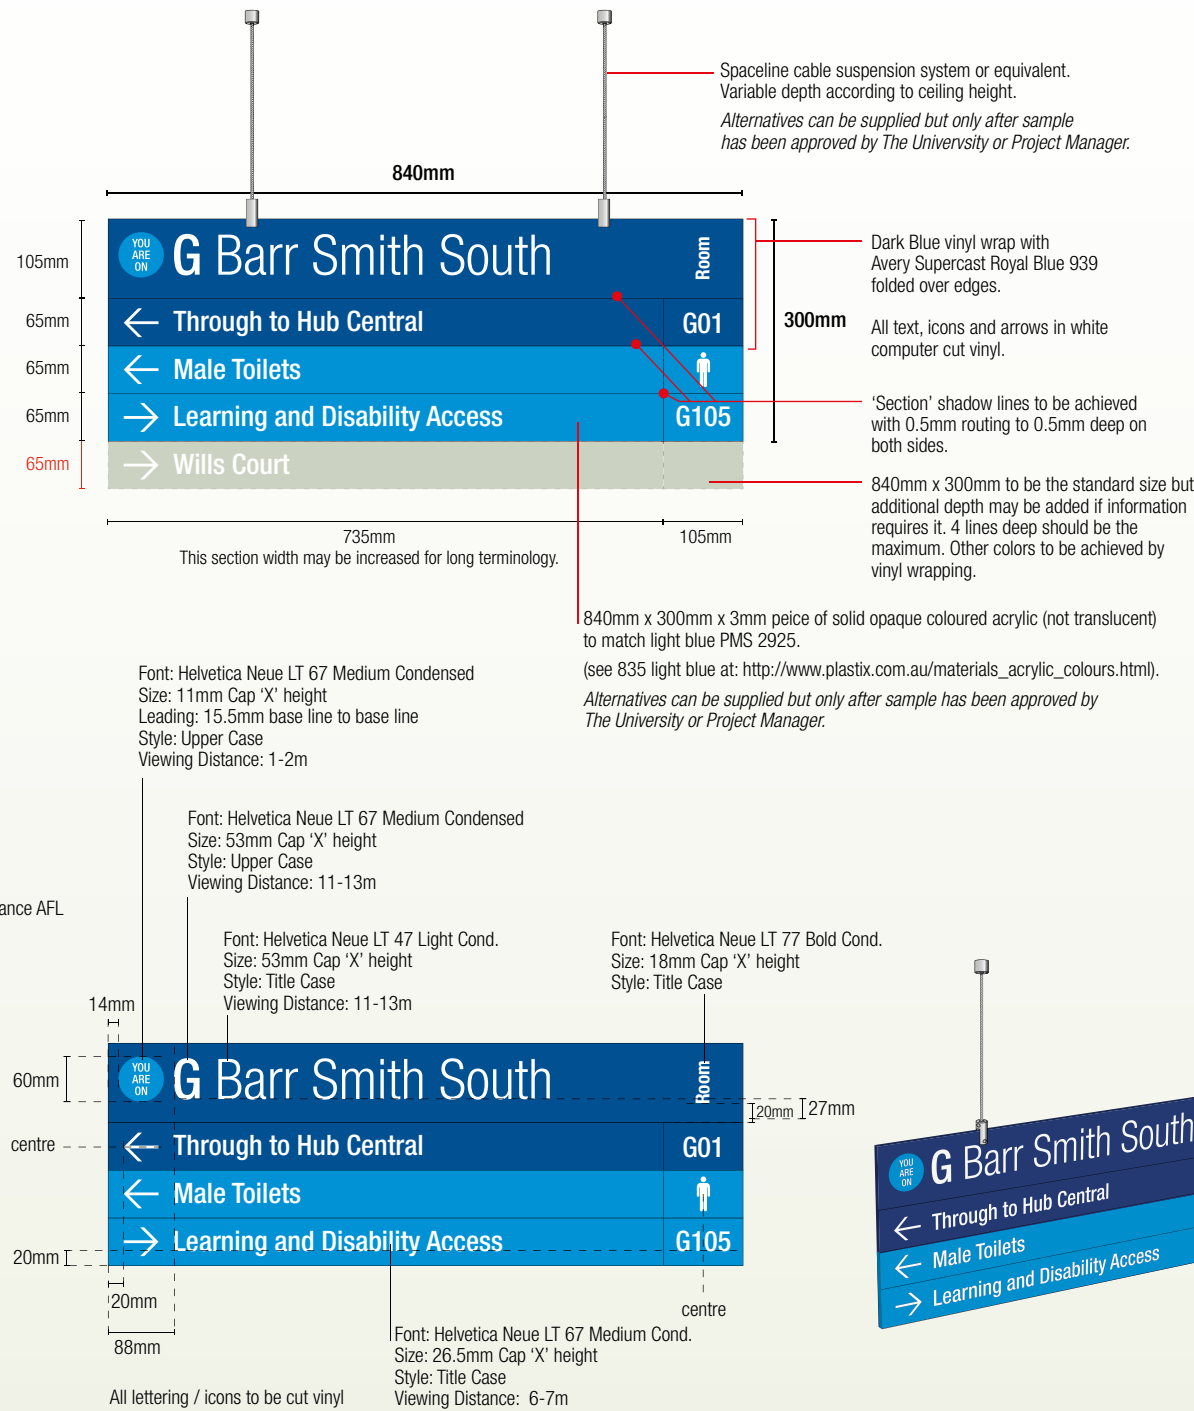 Spaceline cable suspension system or equivalent.
Variable depth according to ceiling height.
Alternatives can be supplied but only after sample
has been approved by The Univervsity or Project Manager.
840mm
YOU
ARE
ON
G Barr Smith South
Room
105mm
Dark Blue vinyl wrap with
Avery Supercast Royal Blue 939
folded over edges.
65mm
Through to Hub Central
G01
300mm
All text, icons and arrows in white
computer cut vinyl.
65mm
Male Toilets
65mm
Learning and Disability Access
G105
‘Section’ shadow lines to be achieved
with 0.5mm routing to 0.5mm deep on
both sides.
65mm
Wills Court
840mm x 300mm to be the standard size but
additional depth may be added if information
requires it. 4 lines deep should be the
maximum. Other colors to be achieved by
vinyl wrapping.
735mm
105mm
This section width may be increased for long terminology.
840mm x 300mm x 3mm peice of solid opaque coloured acrylic (not translucent)
to match light blue PMS 2925.
(see 835 light blue at: http://www.plastix.com.au/materials_acrylic_colours.html).
Alternatives can be supplied but only after sample has been approved by
The University or Project Manager.
Font: Helvetica Neue LT 67 Medium Condensed
Size: 11mm Cap ‘X’ height
Leading: 15.5mm base line to base line
Style: Upper Case
Viewing Distance: 1-2m
Font: Helvetica Neue LT 67 Medium Condensed
Size: 53mm Cap ‘X’ height
Style: Upper Case
Viewing Distance: 11-13m
ance AFL
Font: Helvetica Neue LT 47 Light Cond.
Size: 53mm Cap ‘X’ height
Style: Title Case
Viewing Distance: 11-13m
Font: Helvetica Neue LT 77 Bold Cond.
Size: 18mm Cap ‘X’ height
Style: Title Case
14mm
60mm
YOU
ARE
ON
G Barr Smith South
Room
20mm
27mm
centre
Through to Hub Central
G01
Male Toilets
20mm
Learning and Disability Access
G105
20mm
centre
88mm
Font: Helvetica Neue LT 67 Medium Cond.
Size: 26.5mm Cap ‘X’ height
Style: Title Case
Viewing Distance: 6-7m
All lettering / icons to be cut vinyl
YOU
ARE
ON
G Barr Smith South
Through to Hub Central
Male Toilets
Learning and Disability Access